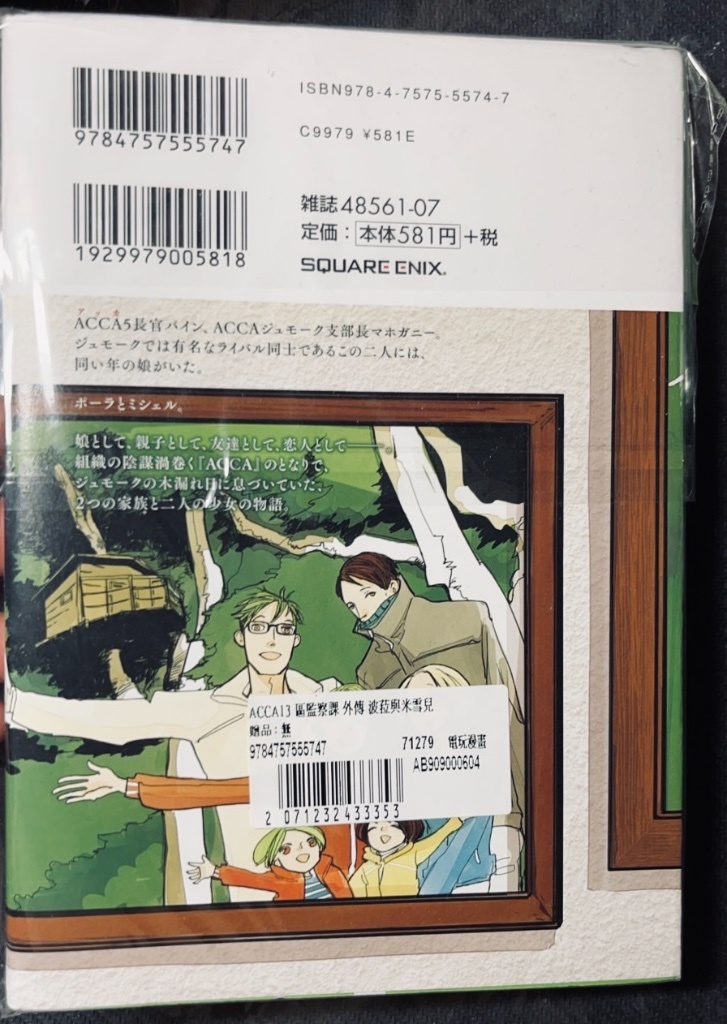 ISBN978-4-7575-5574-7
9784757555747
C9979 ¥581E
雑誌48561-07
定価：本体581円+税
1929979005818
SQUARE ENIX.
アッカ
ACCA5長官パイン、ACCAジュモーク支部長マホガニー。
ジュモークでは有名なライバル同士であるこの二人には、
同い年の娘がいた。
ポーラとミシェル。
娘として、親子として、友達として、恋人として――。
組織の陰謀渦巻く『ACCA』のとなりで、
ジュモークの木漏れ日に息づいていた、
2つの家族と二人の少女の物語。
ACCA13 區監察課 外傳 波菈與米雪兒
贈品：無
9784757555747 71279 電玩漫畫
AB909000604
2 071232433353